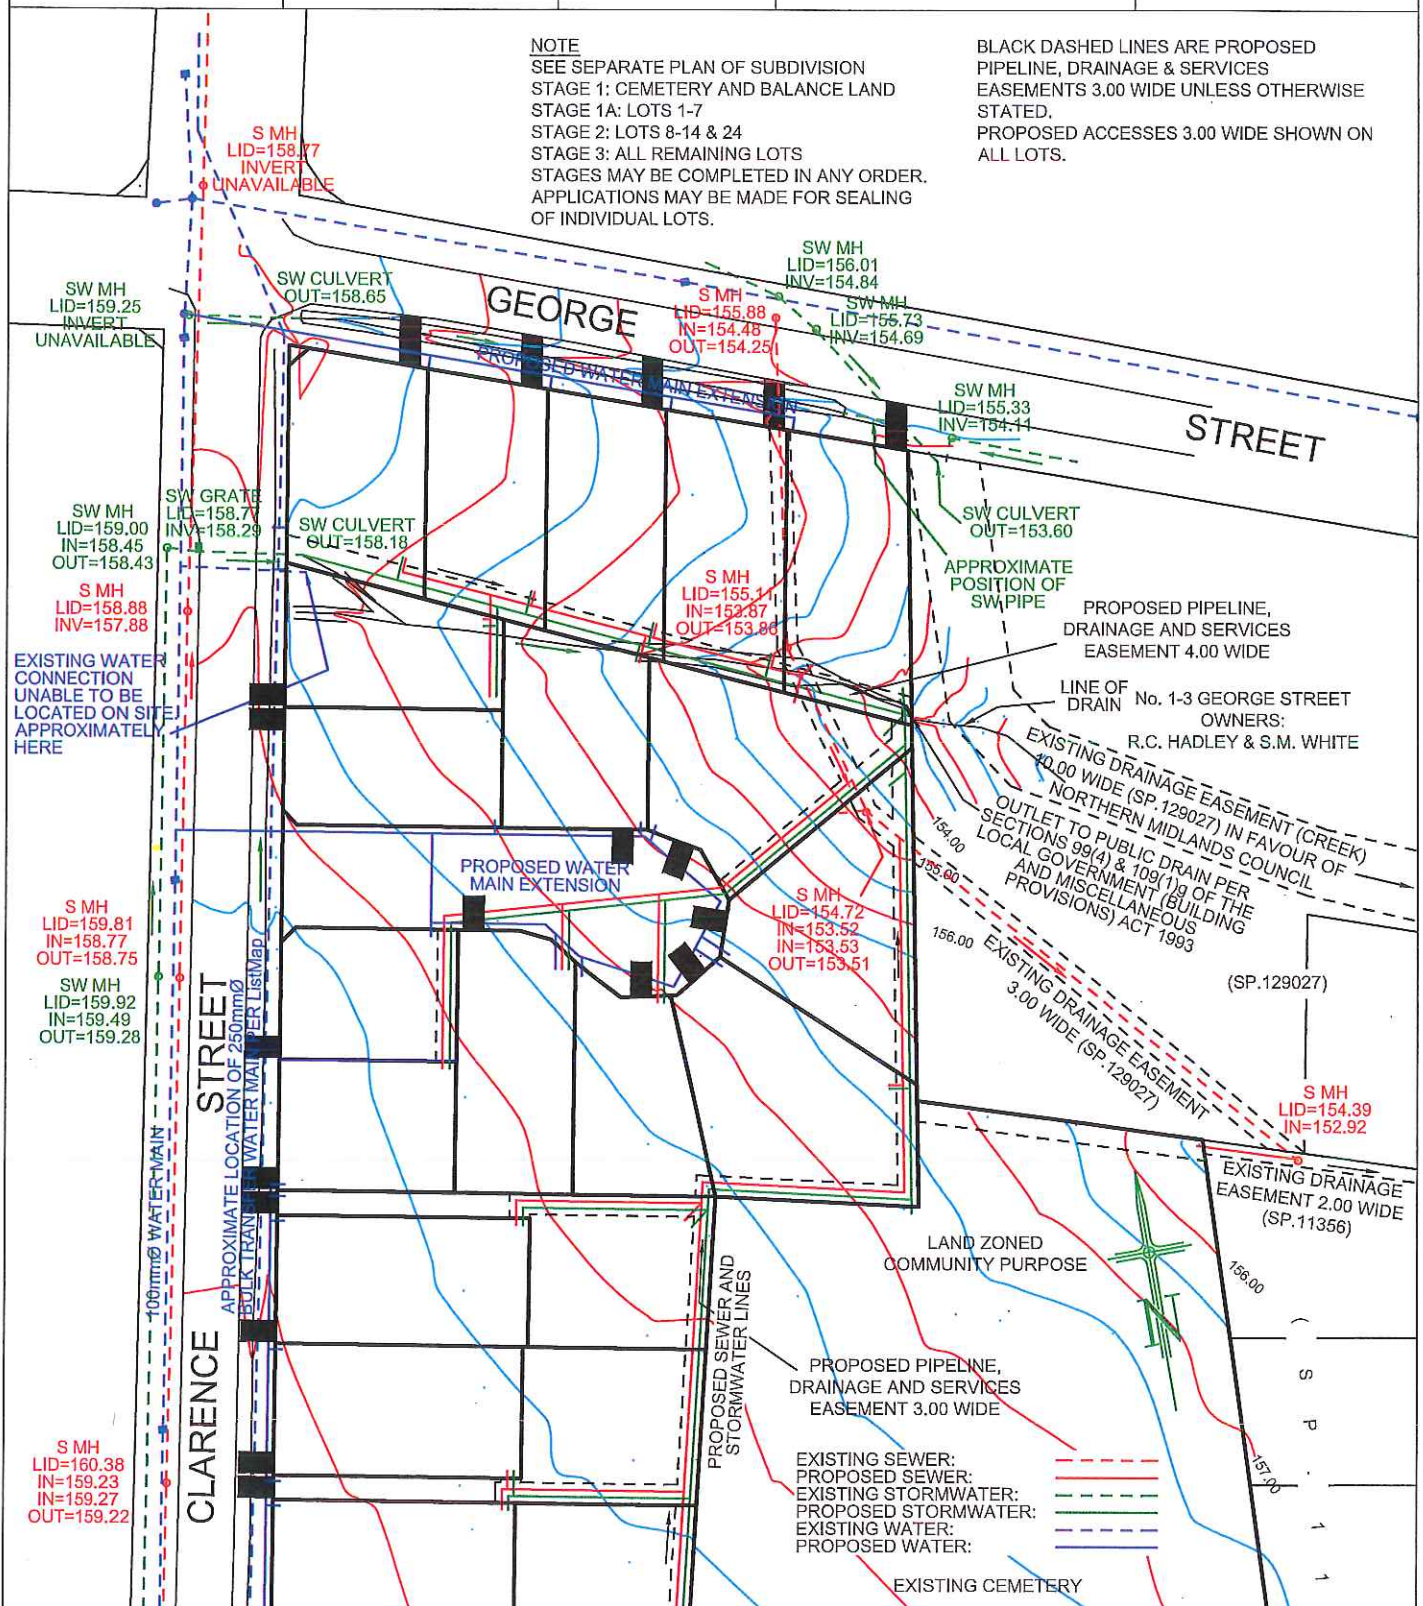 NOTE
SEE SEPARATE PLAN OF SUBDIVISION
STAGE 1: CEMETERY AND BALANCE LAND
STAGE 1A: LOTS 1-7
STAGE 2: LOTS 8-14 & 24
STAGE 3: ALL REMAINING LOTS
STAGES MAY BE COMPLETED IN ANY ORDER.
APPLICATIONS MAY BE MADE FOR SEALING
OF INDIVIDUAL LOTS.
BLACK DASHED LINES ARE PROPOSED
PIPELINE, DRAINAGE & SERVICES
EASEMENTS 3.00 WIDE UNLESS OTHERWISE
STATED.
PROPOSED ACCESSES 3.00 WIDE SHOWN ON
ALL LOTS.
S MH
LID=158.77
INVERT
UNAVAILABLE
SW MH
LID=159.25
INVERT
UNAVAILABLE
SW CULVERT
OUT=158.65
GEORGE
STREET
S MH
LID=155.88
IN=154.48
OUT=154.25
SW MH
LID=156.01
INV=154.84
SW MH
LID=155.73
INV=154.69
PROPOSED WATER MAIN EXTENSION
SW MH
LID=155.33
INV=154.11
SW GRATE
LID=158.77
INV=158.29
SW MH
LID=159.00
IN=158.45
OUT=158.43
SW CULVERT
OUT=158.18
SW CULVERT
OUT=153.60
APPROXIMATE
POSITION OF
SW PIPE
S MH
LID=158.88
INV=157.88
S MH
LID=155.11
IN=153.87
OUT=153.86
PROPOSED PIPELINE,
DRAINAGE AND SERVICES
EASEMENT 4.00 WIDE
EXISTING WATER
CONNECTION
UNABLE TO BE
LOCATED ON SITE
APPROXIMATELY
HERE
LINE OF
DRAIN
No. 1-3 GEORGE STREET
OWNERS:
R.C. HADLEY & S.M. WHITE
EXISTING DRAINAGE EASEMENT (CREEK)
10.00 WIDE (SP.129027) IN FAVOUR OF
NORTHERN MIDLANDS COUNCIL
OUTLET TO PUBLIC DRAIN PER
SECTIONS 99(4) & 109(1)g OF THE
LOCAL GOVERNMENT (BUILDING
AND MISCELLANEOUS
PROVISIONS) ACT 1993
154.00
155.00
156.00
PROPOSED WATER
MAIN EXTENSION
S MH
LID=154.72
IN=153.52
IN=153.53
OUT=153.51
S MH
LID=159.81
IN=158.77
OUT=158.75
SW MH
LID=159.92
IN=159.49
OUT=159.28
EXISTING DRAINAGE EASEMENT
3.00 WIDE (SP.129027)
(SP.129027)
S MH
LID=154.39
IN=152.92
EXISTING DRAINAGE
EASEMENT 2.00 WIDE
(SP.11356)
CLARENCE STREET
100mmØ WATER MAIN
APPROXIMATE LOCATION OF 250mmØ
BULK TRANSFER WATER MAIN PER ListMap
LAND ZONED
COMMUNITY PURPOSE
156.00
N
PROPOSED SEWER AND
STORMWATER LINES
PROPOSED PIPELINE,
DRAINAGE AND SERVICES
EASEMENT 3.00 WIDE
157.00
( S P . 1 1
S MH
LID=160.38
IN=159.23
IN=159.27
OUT=159.22
EXISTING SEWER:
PROPOSED SEWER:
EXISTING STORMWATER:
PROPOSED STORMWATER:
EXISTING WATER:
PROPOSED WATER:
EXISTING CEMETERY